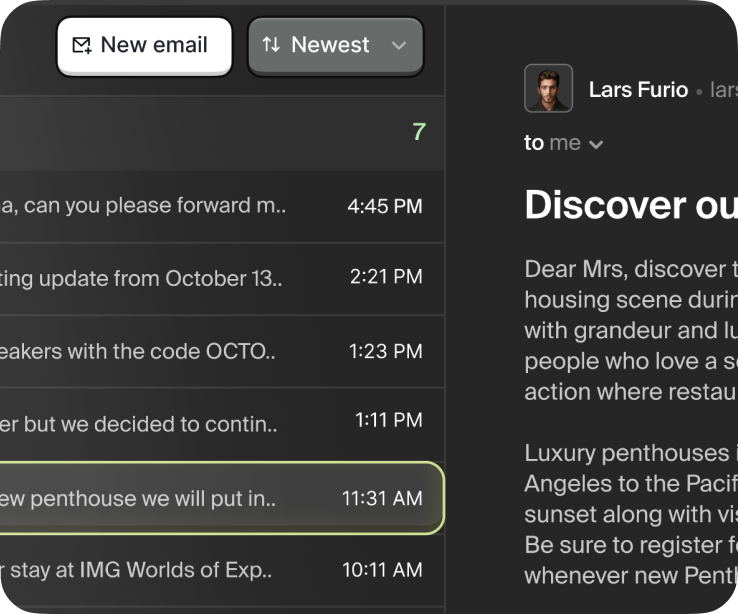 New email
Newest
7
a, can you please forward m.. 4:45 PM
ting update from October 13.. 2:21 PM
eakers with the code OCTO.. 1:23 PM
er but we decided to contin.. 1:11 PM
ew penthouse we will put in.. 11:31 AM
r stay at IMG Worlds of Exp.. 10:11 AM
Lars Furio • lars
to me
Discover ou
Dear Mrs, discover t
housing scene durin
with grandeur and lu
people who love a s
action where restau
Luxury penthouses i
Angeles to the Pacif
sunset along with vis
Be sure to register f
whenever new Penth